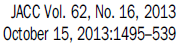 JACC Vol. 62, No. 16, 2013
October 15, 2013:1495–539